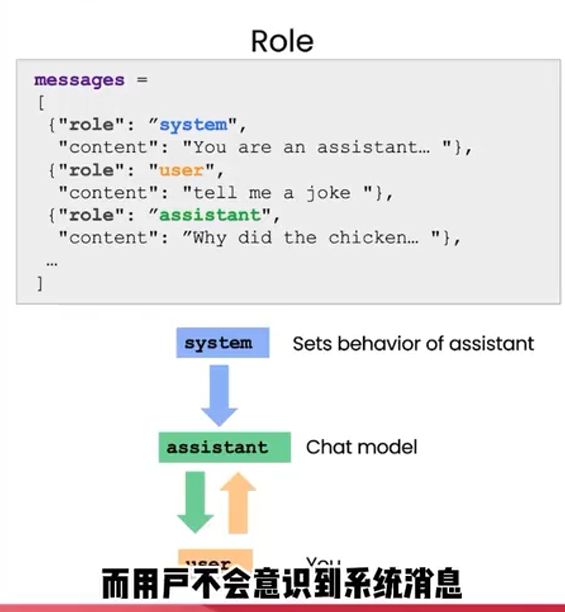 Role
messages =
[
{"role": "system",
"content": "You are an assistant… "},
{"role": "user",
"content": "tell me a joke "},
{"role": "assistant",
"content": "Why did the chicken… "},
…
]
system Sets behavior of assistant
assistant Chat model
user You
而用户不会意识到系统消息